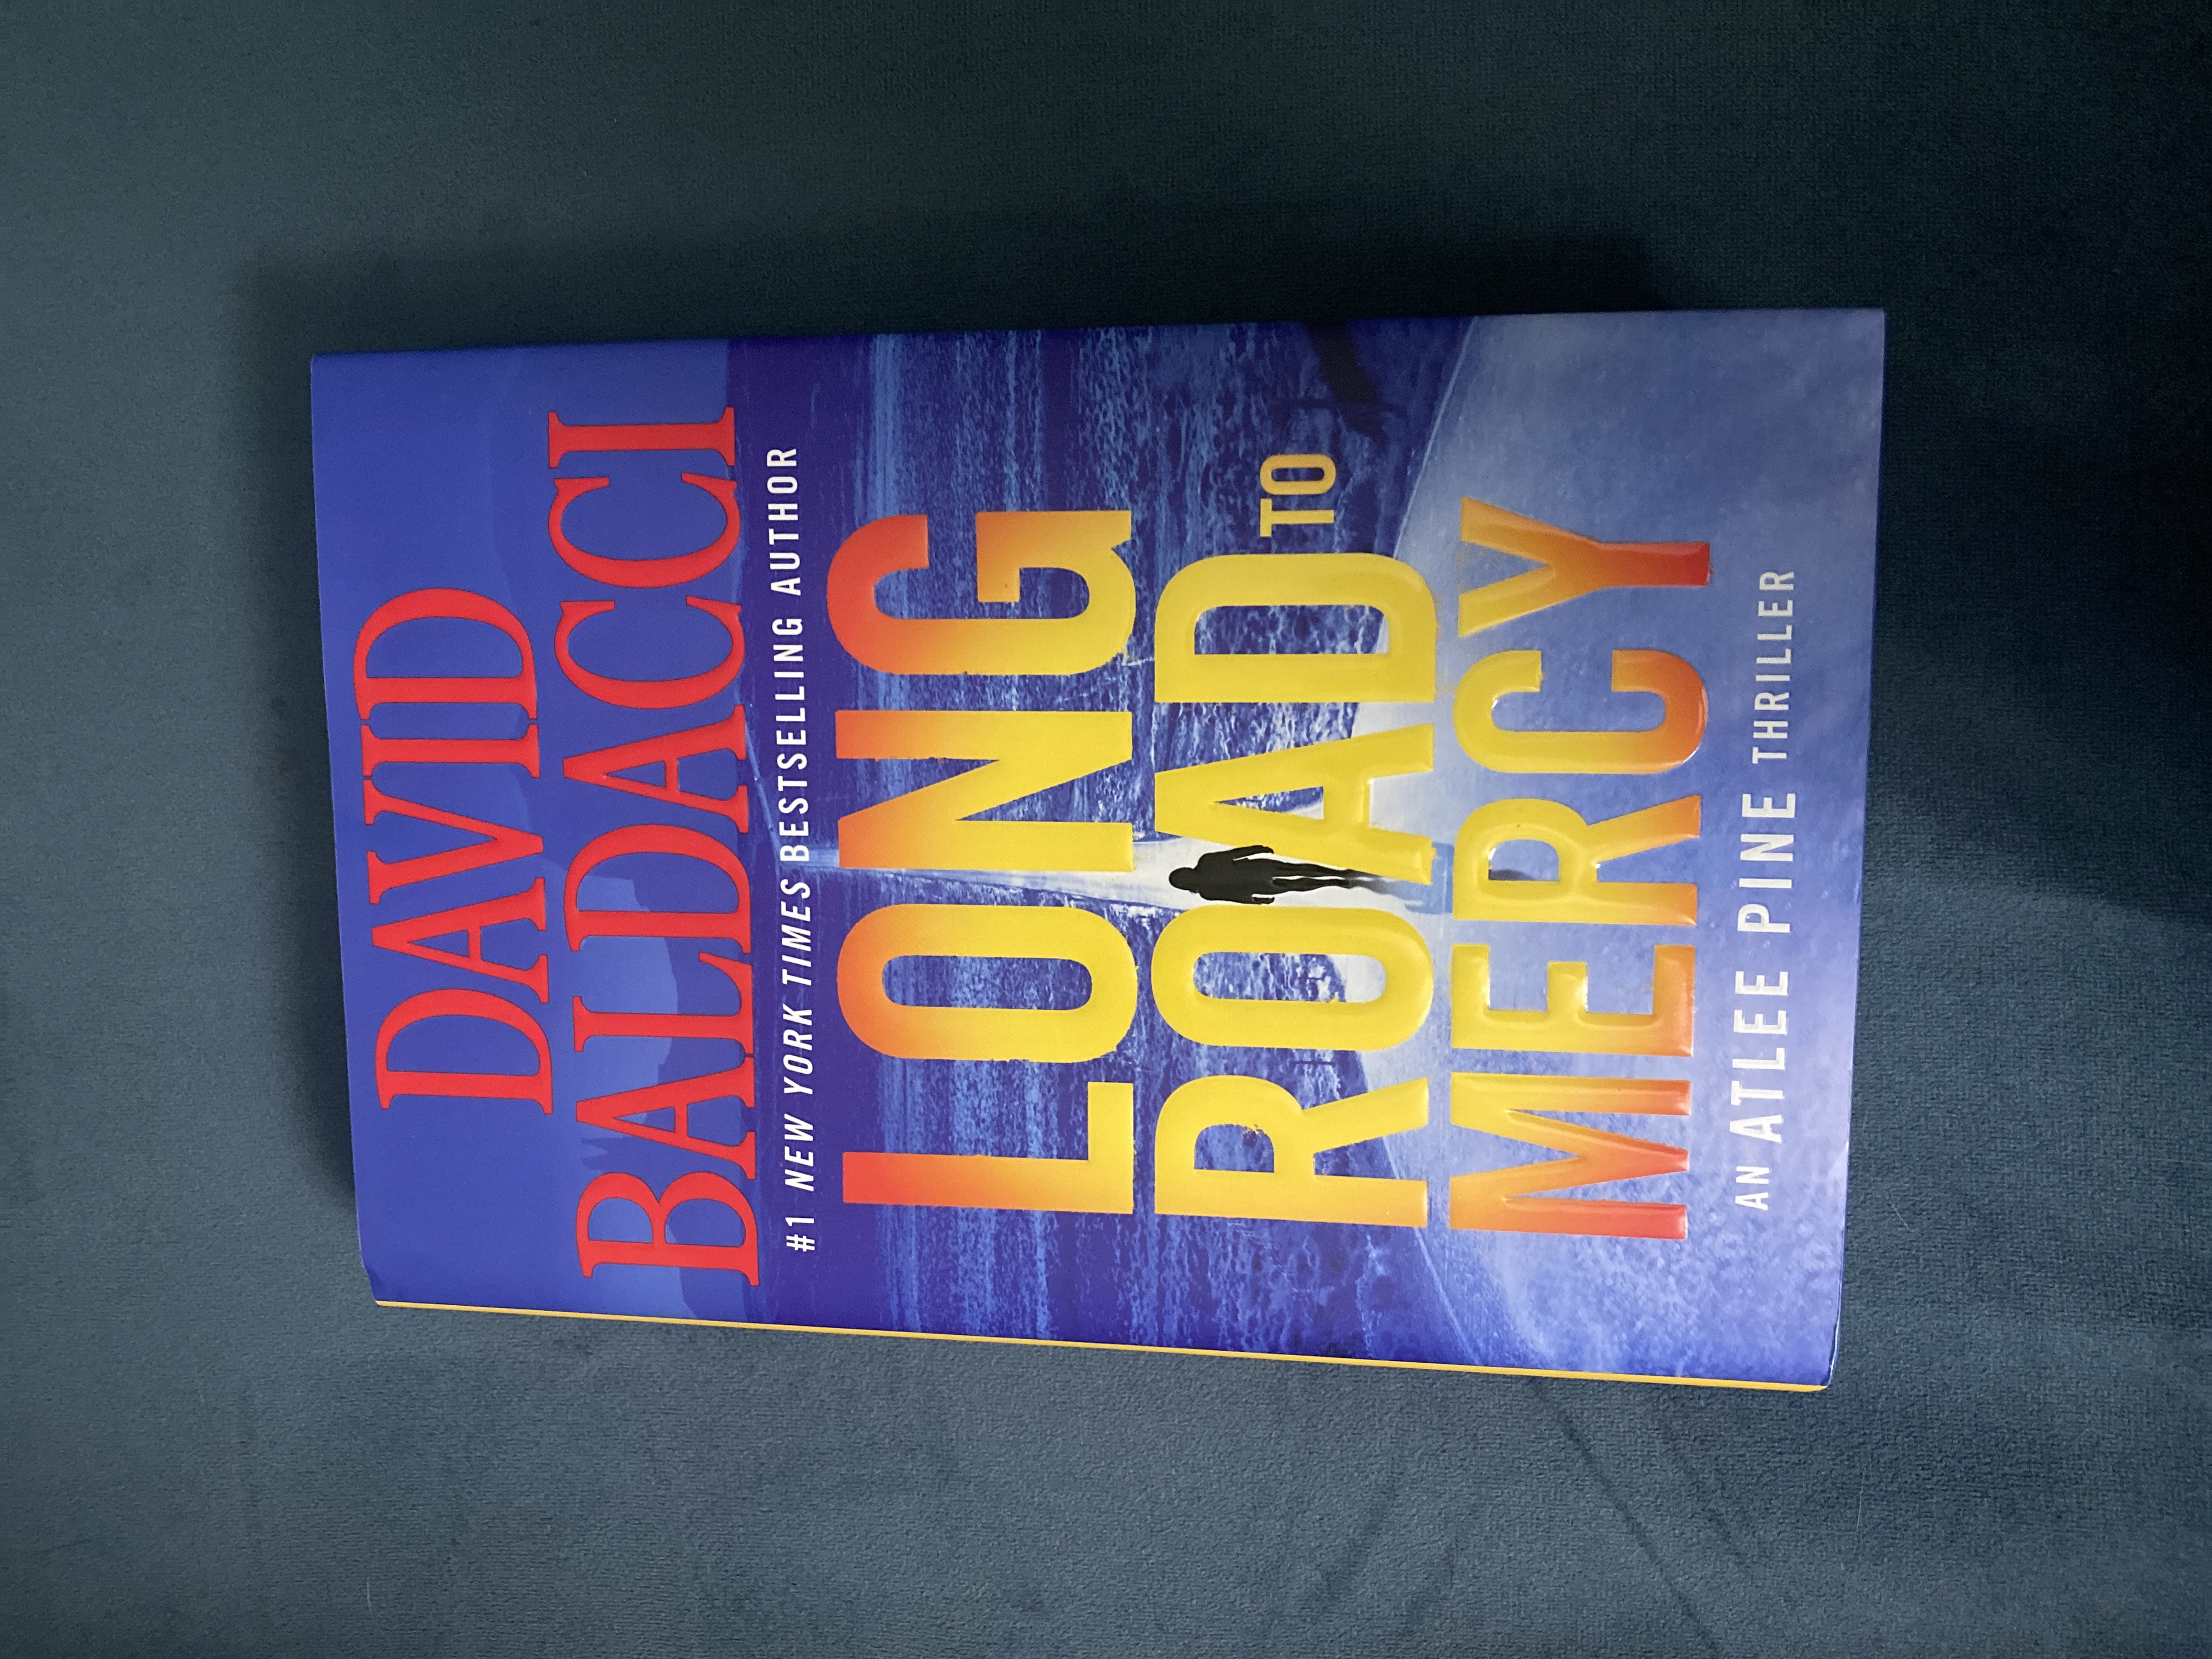 DAVID
BALDACCI
#1 NEW YORK TIMES BESTSELLING AUTHOR
LONG
ROAD TO
MERCY
AN ATLEE PINE THRILLER